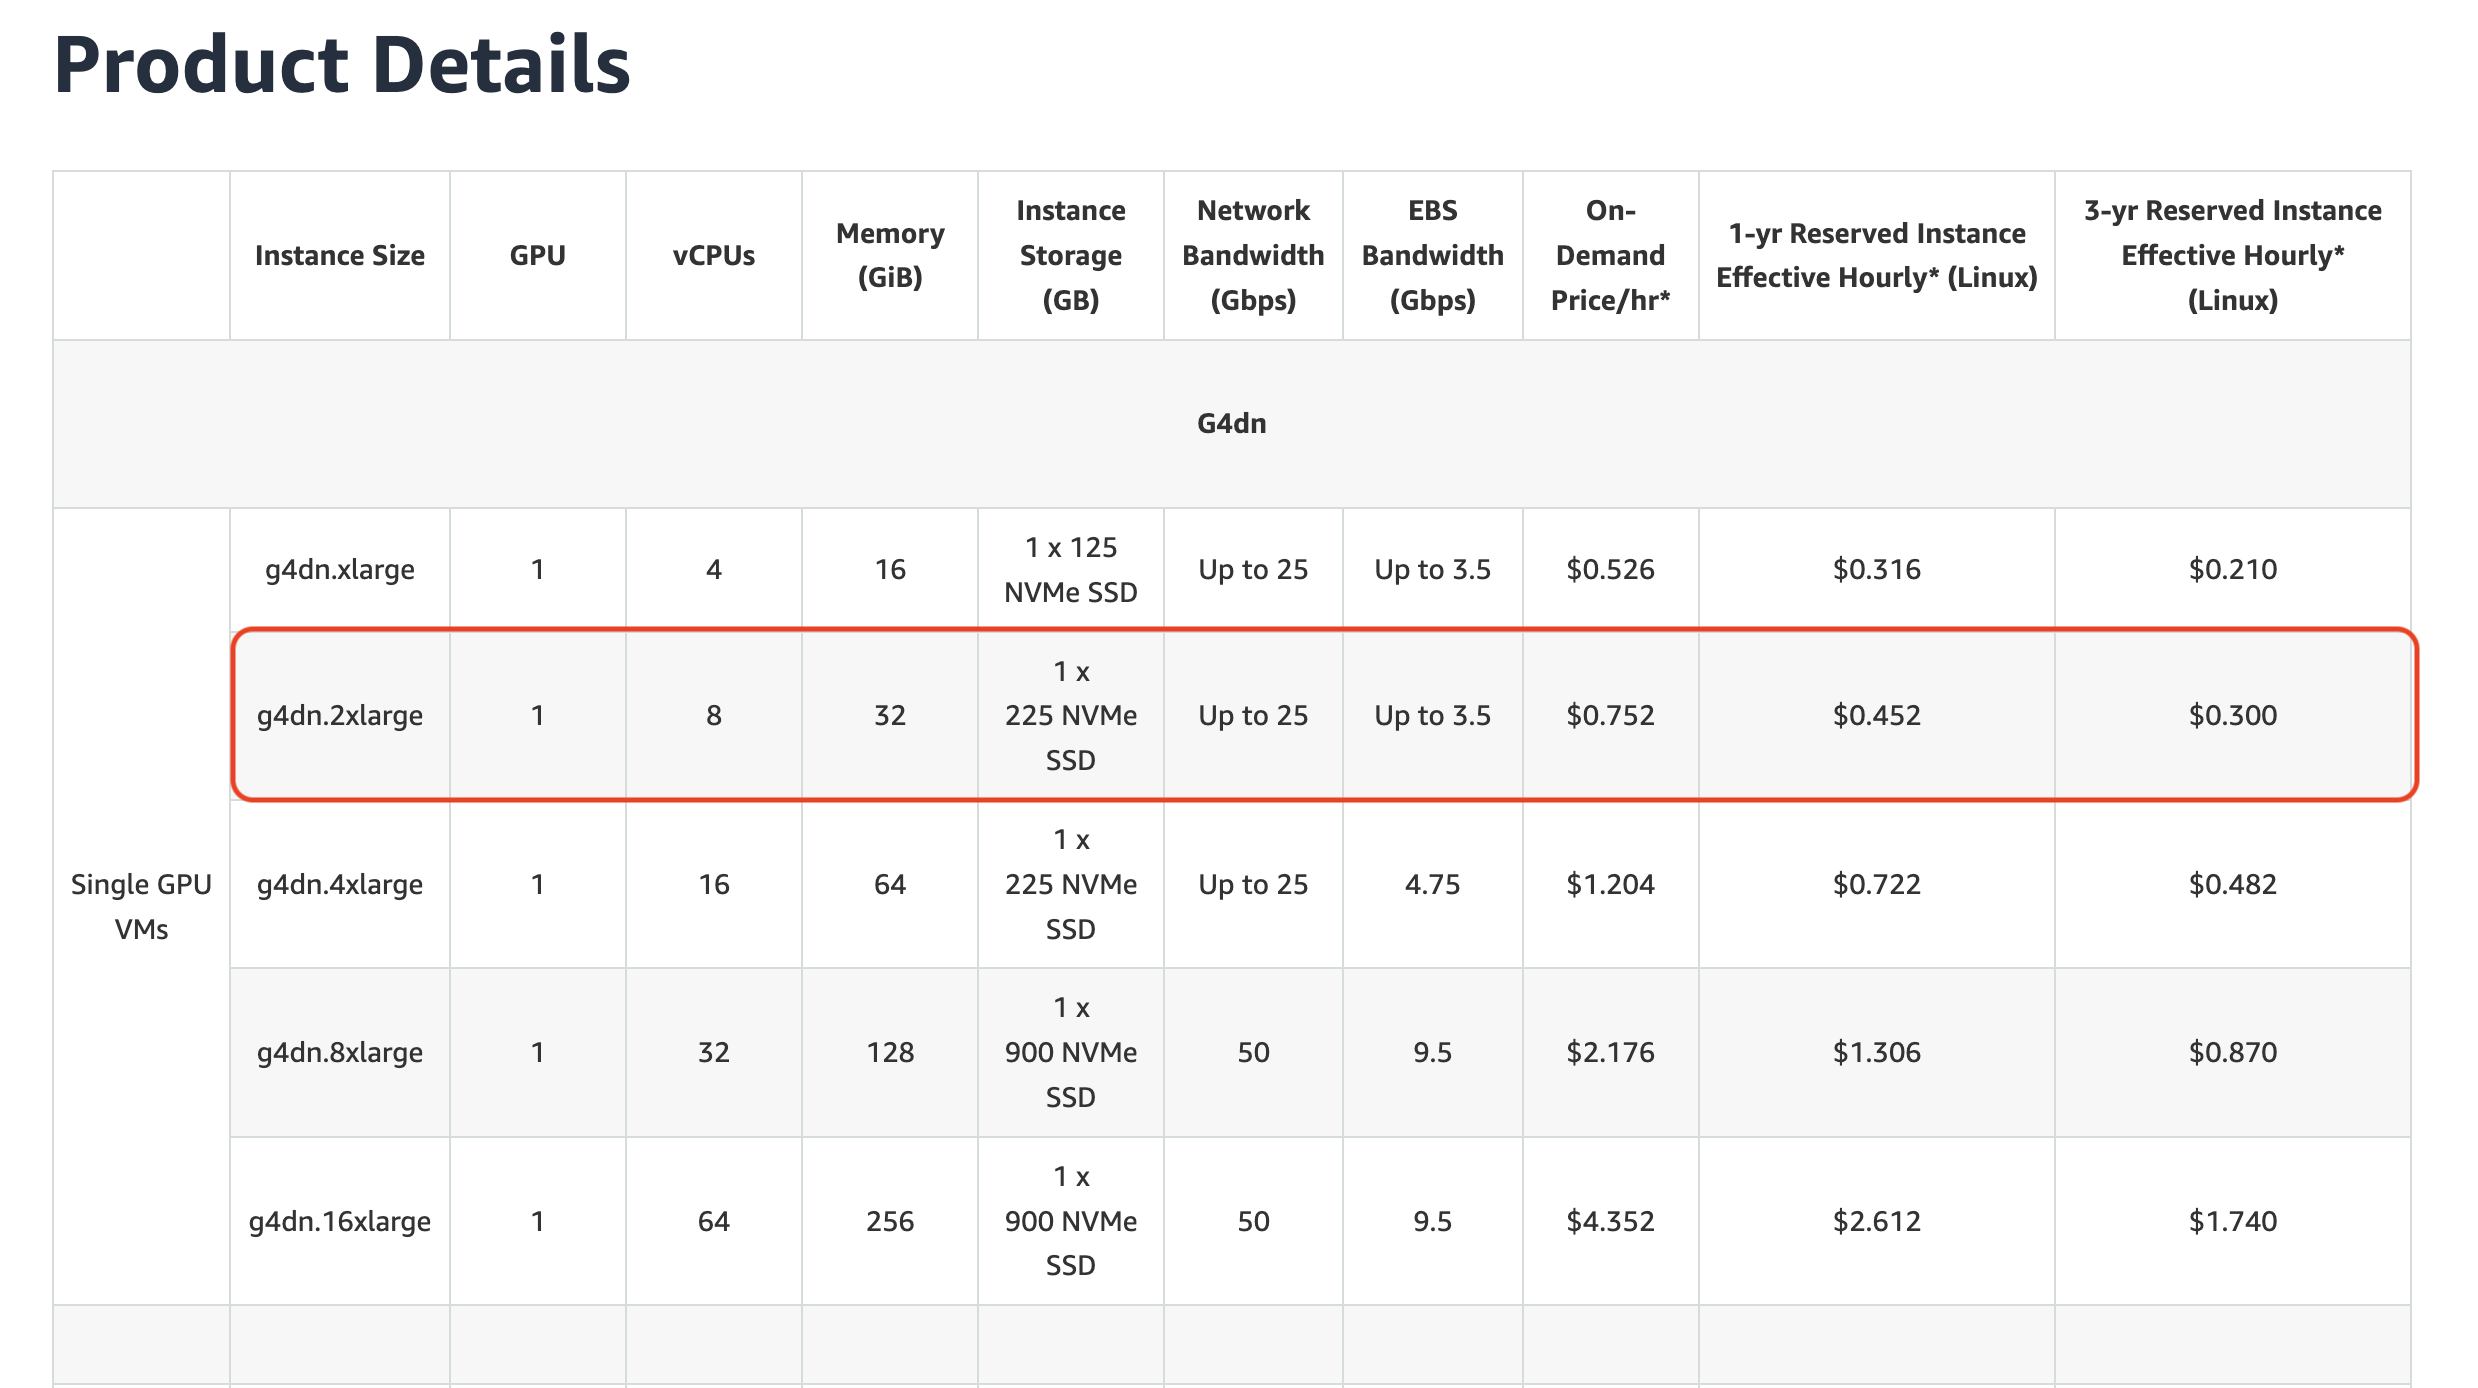 Product Details
Instance Size GPU vCPUs Memory (GiB) Instance Storage (GB) Network Bandwidth (Gbps) EBS Bandwidth (Gbps) On-Demand Price/hr* 1-yr Reserved Instance Effective Hourly* (Linux) 3-yr Reserved Instance Effective Hourly* (Linux)
G4dn
Single GPU VMs
g4dn.xlarge 1 4 16 1 x 125 NVMe SSD Up to 25 Up to 3.5 $0.526 $0.316 $0.210
g4dn.2xlarge 1 8 32 1 x 225 NVMe SSD Up to 25 Up to 3.5 $0.752 $0.452 $0.300
g4dn.4xlarge 1 16 64 1 x 225 NVMe SSD Up to 25 4.75 $1.204 $0.722 $0.482
g4dn.8xlarge 1 32 128 1 x 900 NVMe SSD 50 9.5 $2.176 $1.306 $0.870
g4dn.16xlarge 1 64 256 1 x 900 NVMe SSD 50 9.5 $4.352 $2.612 $1.740